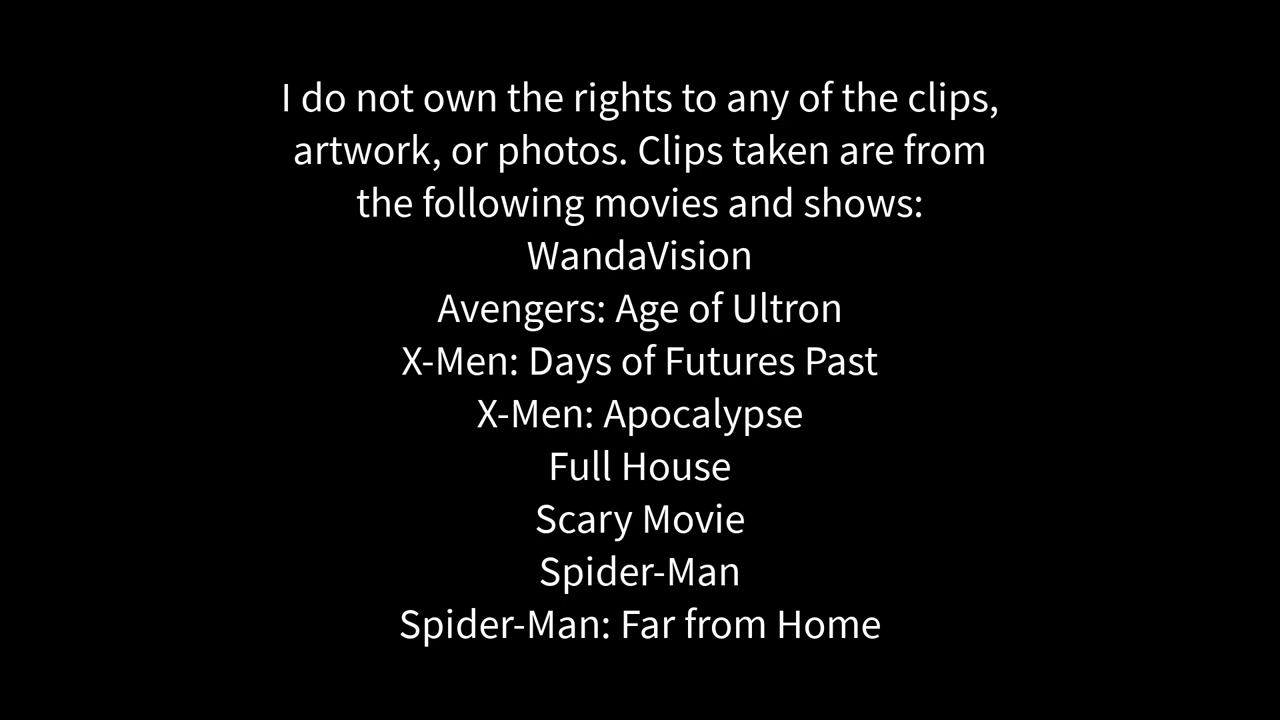 I do not own the rights to any of the clips,
artwork, or photos. Clips taken are from
the following movies and shows:
WandaVision
Avengers: Age of Ultron
X-Men: Days of Futures Past
X-Men: Apocalypse
Full House
Scary Movie
Spider-Man
Spider-Man: Far from Home